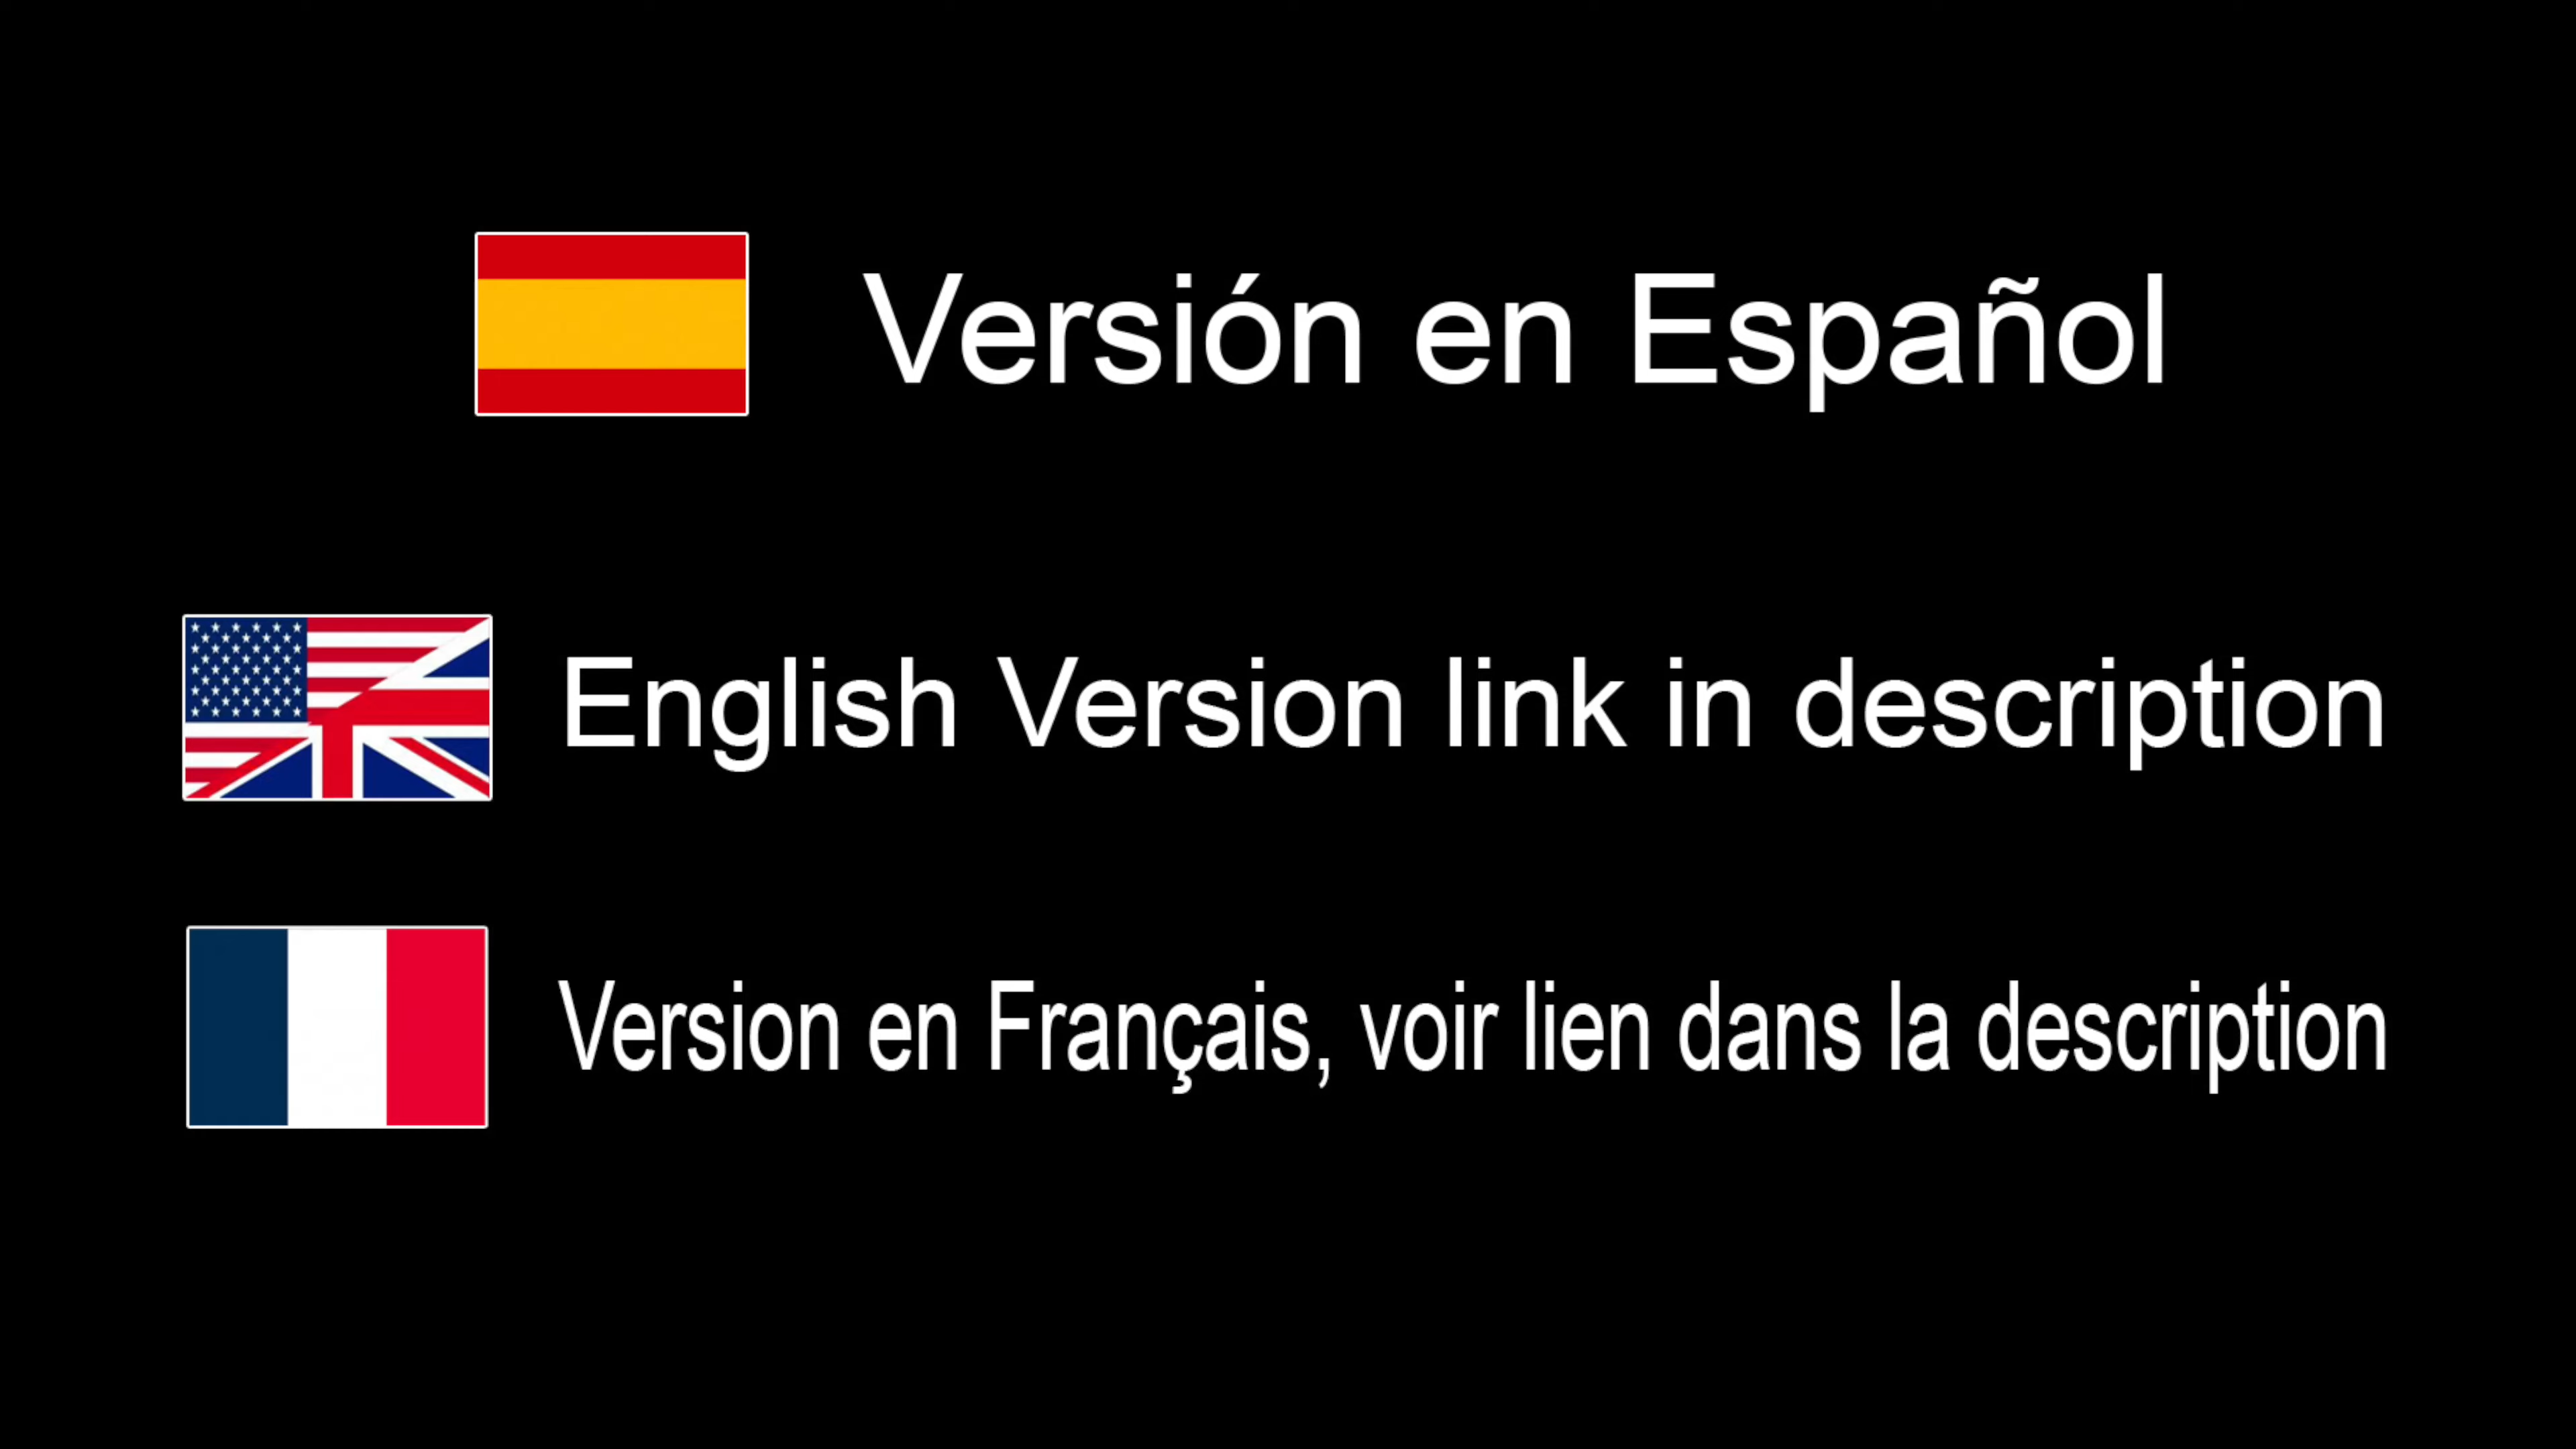 Versión en Español
English Version link in description
Version en Français, voir lien dans la description